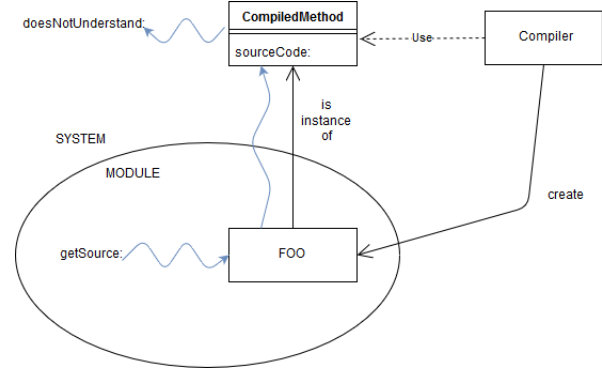 doesNotUnderstand:
CompiledMethod
sourceCode:
Use
Compiler
is
instance
of
SYSTEM
MODULE
create
getSource:
FOO